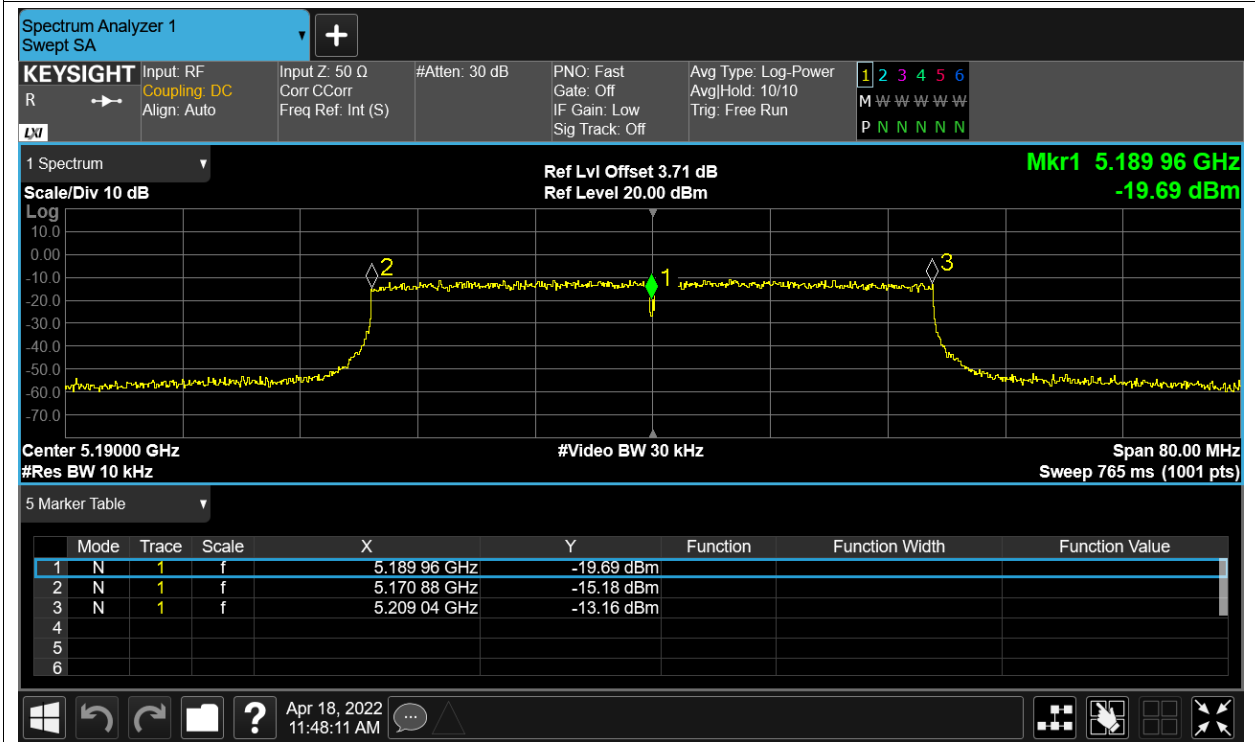 Spectrum Analyzer 1
Swept SA
KEYSIGHT
R
LXI
Input: RF
Coupling: DC
Align: Auto
Input Z: 50 Ω
Corr CCorr
Freq Ref: Int (S)
#Atten: 30 dB
PNO: Fast
Gate: Off
IF Gain: Low
Sig Track: Off
Avg Type: Log-Power
Avg|Hold: 10/10
Trig: Free Run
1 2 3 4 5 6
M W W W W W
P N N N N N
1 Spectrum
Scale/Div 10 dB
Ref Lvl Offset 3.71 dB
Ref Level 20.00 dBm
Mkr1 5.189 96 GHz
-19.69 dBm
Log
10.0
0.00
-10.0
-20.0
-30.0
-40.0
-50.0
-60.0
-70.0
2
1
3
Center 5.19000 GHz
#Video BW 30 kHz
Span 80.00 MHz
#Res BW 10 kHz
Sweep 765 ms (1001 pts)
5 Marker Table
Mode Trace Scale X Y Function Function Width Function Value
1 N 1 f 5.189 96 GHz -19.69 dBm
2 N 1 f 5.170 88 GHz -15.18 dBm
3 N 1 f 5.209 04 GHz -13.16 dBm
4
5
6
?
Apr 18, 2022
11:48:11 AM